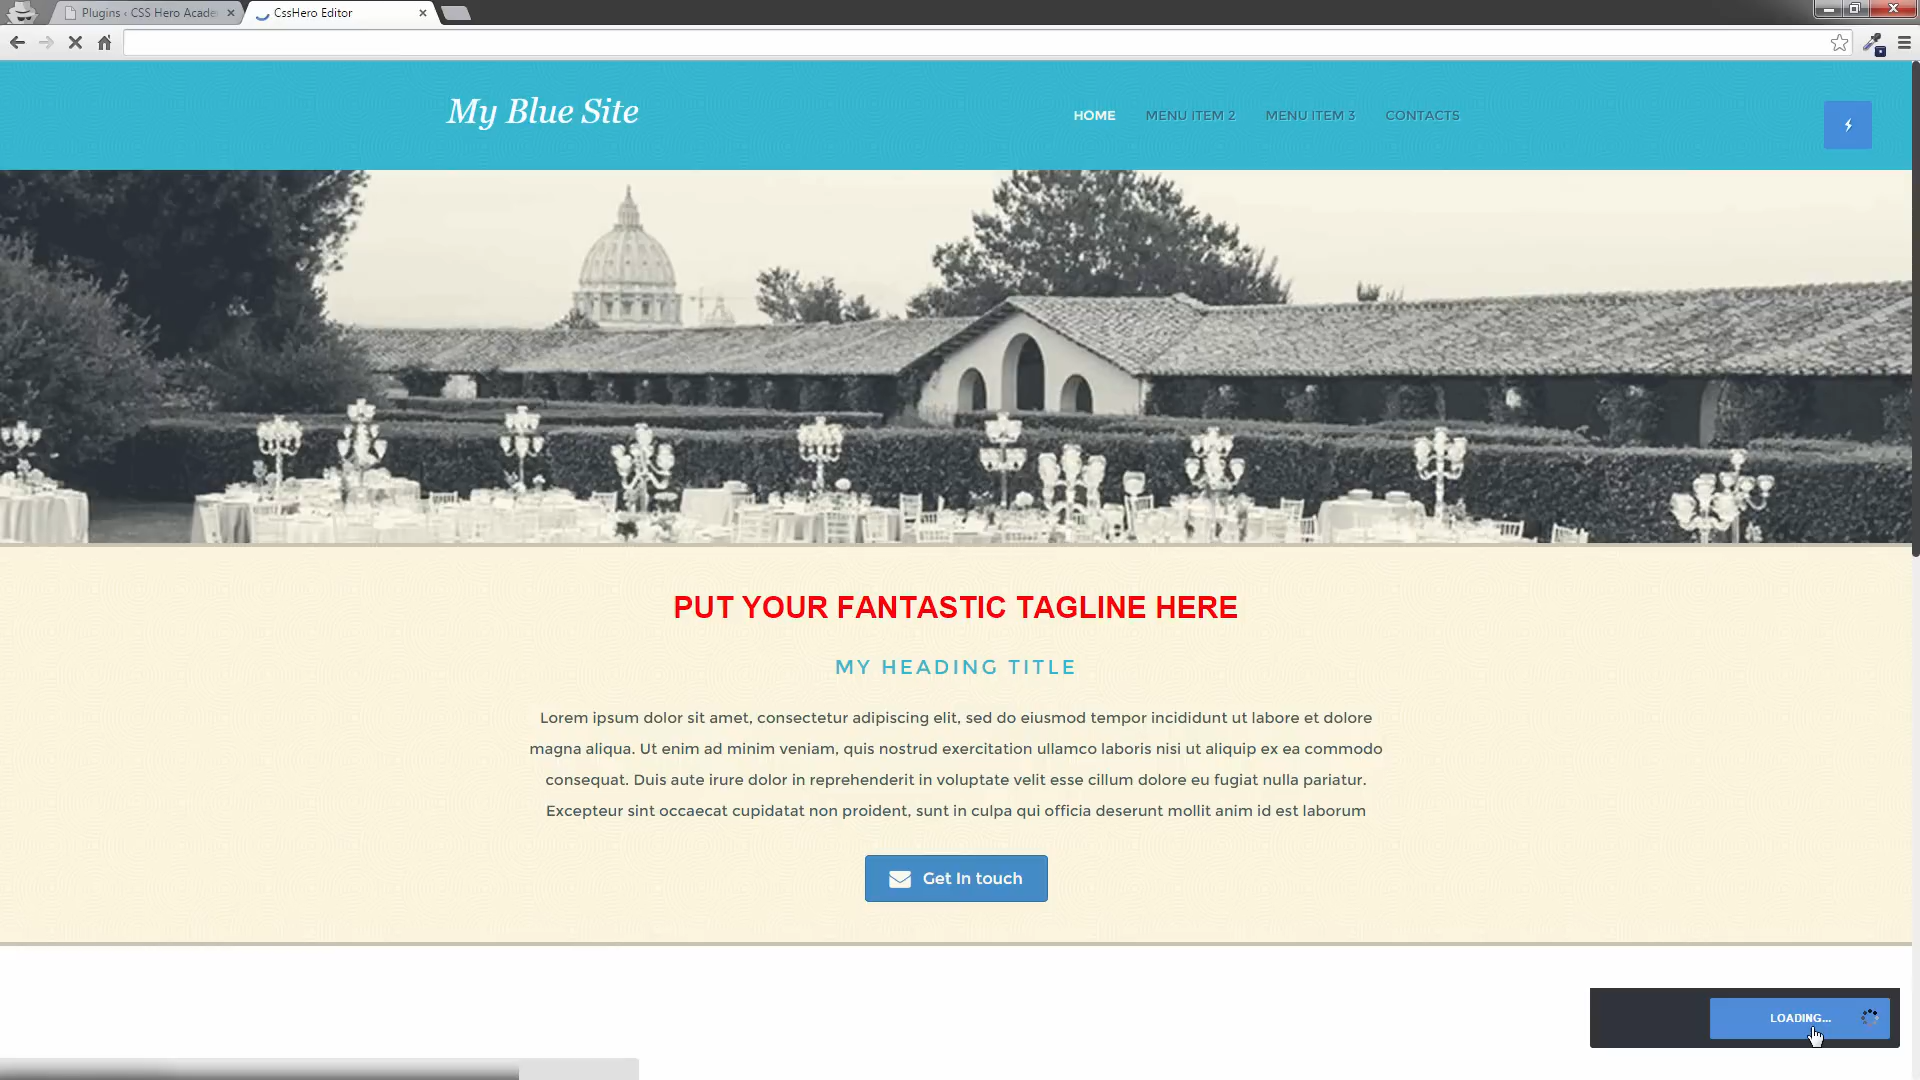 Plugins ‹ CSS Hero Acade
CssHero Editor
My Blue Site
HOME
MENU ITEM 2
MENU ITEM 3
CONTACTS
PUT YOUR FANTASTIC TAGLINE HERE
MY HEADING TITLE
Lorem ipsum dolor sit amet, consectetur adipiscing elit, sed do eiusmod tempor incididunt ut labore et dolore
magna aliqua. Ut enim ad minim veniam, quis nostrud exercitation ullamco laboris nisi ut aliquip ex ea commodo
consequat. Duis aute irure dolor in reprehenderit in voluptate velit esse cillum dolore eu fugiat nulla pariatur.
Excepteur sint occaecat cupidatat non proident, sunt in culpa qui officia deserunt mollit anim id est laborum
Get In touch
LOADING...